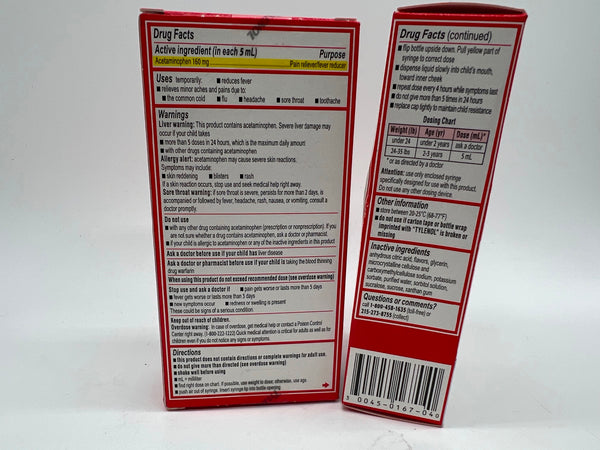 Drug Facts
Active ingredient (in each 5 mL) Purpose
Acetaminophen 160 mg Pain reliever/fever reducer
Uses temporarily: ■ reduces fever
■ relieves minor aches and pains due to:
■ the common cold ■ flu ■ headache ■ sore throat ■ toothache
Warnings
Liver warning: This product contains acetaminophen. Severe liver damage may
occur if your child takes
■ more than 5 doses in 24 hours, which is the maximum daily amount
■ with other drugs containing acetaminophen
Allergy alert: acetaminophen may cause severe skin reactions.
Symptoms may include:
■ skin reddening ■ blisters ■ rash
If a skin reaction occurs, stop use and seek medical help right away.
Sore throat warning: if sore throat is severe, persists for more than 2 days, is
accompanied or followed by fever, headache, rash, nausea, or vomiting, consult a
doctor promptly.
Do not use
■ with any other drug containing acetaminophen (prescription or nonprescription). If you
are not sure whether a drug contains acetaminophen, ask a doctor or pharmacist.
■ if your child is allergic to acetaminophen or any of the inactive ingredients in this product
Ask a doctor before use if your child has liver disease
Ask a doctor or pharmacist before use if your child is taking the blood thinning
drug warfarin
When using this product do not exceed recommended dose (see overdose warning)
Stop use and ask a doctor if ■ pain gets worse or lasts more than 5 days
■ fever gets worse or lasts more than 3 days
■ new symptoms occur ■ redness or swelling is present
These could be signs of a serious condition.
Keep out of reach of children.
Overdose warning: In case of overdose, get medical help or contact a Poison Control
Center right away. (1-800-222-1222) Quick medical attention is critical for adults as well as for
children even if you do not notice any signs or symptoms.
Directions
■ this product does not contain directions or complete warnings for adult use.
■ do not give more than directed (see overdose warning)
■ shake well before using
■ mL = milliliter
■ find right dose on chart. If possible, use weight to dose; otherwise, use age.
■ push air out of syringe. Insert syringe tip into bottle opening
Drug Facts (continued)
■ flip bottle upside down. Pull yellow part of
syringe to correct dose
■ dispense liquid slowly into child's mouth,
toward inner cheek
■ repeat dose every 4 hours while symptoms last
■ do not give more than 5 times in 24 hours
■ replace cap tightly to maintain child resistance
Dosing Chart
Weight (lb) Age (yr) Dose (mL)*
under 24 under 2 years ask a doctor
24-35 lbs 2-3 years 5 mL
* or as directed by a doctor
Attention: use only enclosed syringe
specifically designed for use with this product.
Do not use any other dosing device.
Other information
■ store between 20-25°C (68-77°F)
■ do not use if carton tape or bottle wrap
imprinted with "TYLENOL" is broken or
missing
Inactive ingredients
anhydrous citric acid, flavors, glycerin,
microcrystalline cellulose and
carboxymethylcellulose sodium, potassium
sorbate, purified water, sorbitol solution,
sucralose, sucrose, xanthan gum
Questions or comments?
call 1-800-458-1635 (toll-free) or
215-273-8755 (collect)
3 0045-0167-04 0